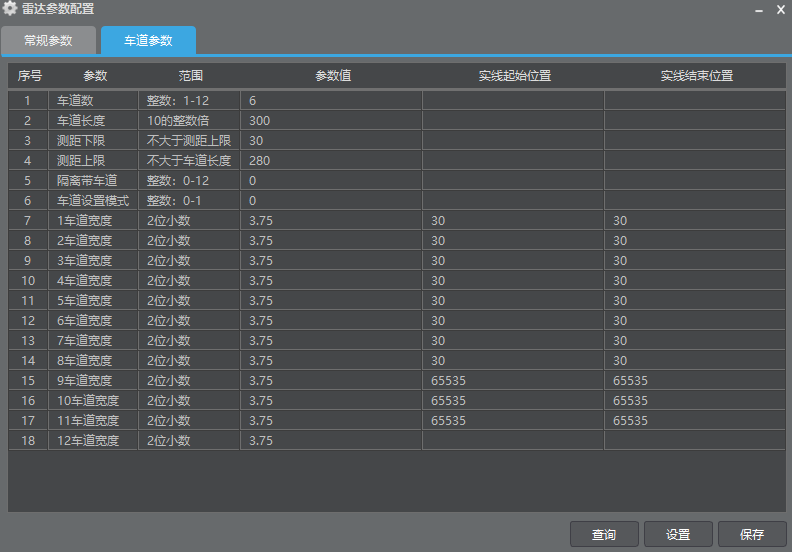 雷达参数配置
常规参数 车道参数
序号 参数 范围 参数值 实线起始位置 实线结束位置
1 车道数 整数：1-12 6
2 车道长度 10的整数倍 300
3 测距下限 不大于测距上限 30
4 测距上限 不大于车道长度 280
5 隔离带车道 整数：0-12 0
6 车道设置模式 整数：0-1 0
7 1车道宽度 2位小数 3.75 30 30
8 2车道宽度 2位小数 3.75 30 30
9 3车道宽度 2位小数 3.75 30 30
10 4车道宽度 2位小数 3.75 30 30
11 5车道宽度 2位小数 3.75 30 30
12 6车道宽度 2位小数 3.75 30 30
13 7车道宽度 2位小数 3.75 30 30
14 8车道宽度 2位小数 3.75 30 30
15 9车道宽度 2位小数 3.75 65535 65535
16 10车道宽度 2位小数 3.75 65535 65535
17 11车道宽度 2位小数 3.75 65535 65535
18 12车道宽度 2位小数 3.75
查询 设置 保存